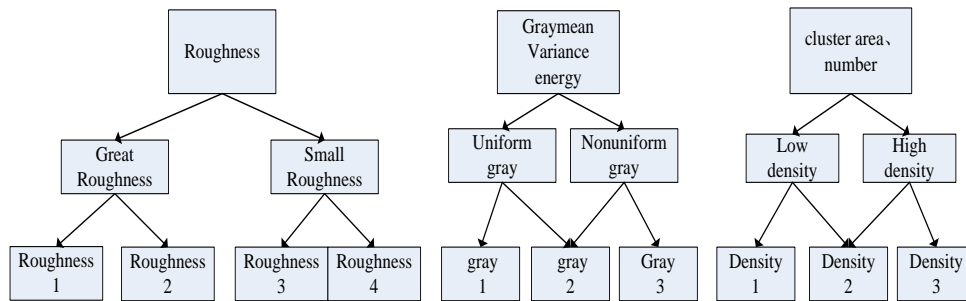 Roughness
Graymean
Variance
energy
cluster area、
number
Great
Roughness
Small
Roughness
Uniform
gray
Nonuniform
gray
Low
density
High
density
Roughness
1
Roughness
2
Roughness
3
Roughness
4
gray
1
gray
2
Gray
3
Density
1
Density
2
Density
3